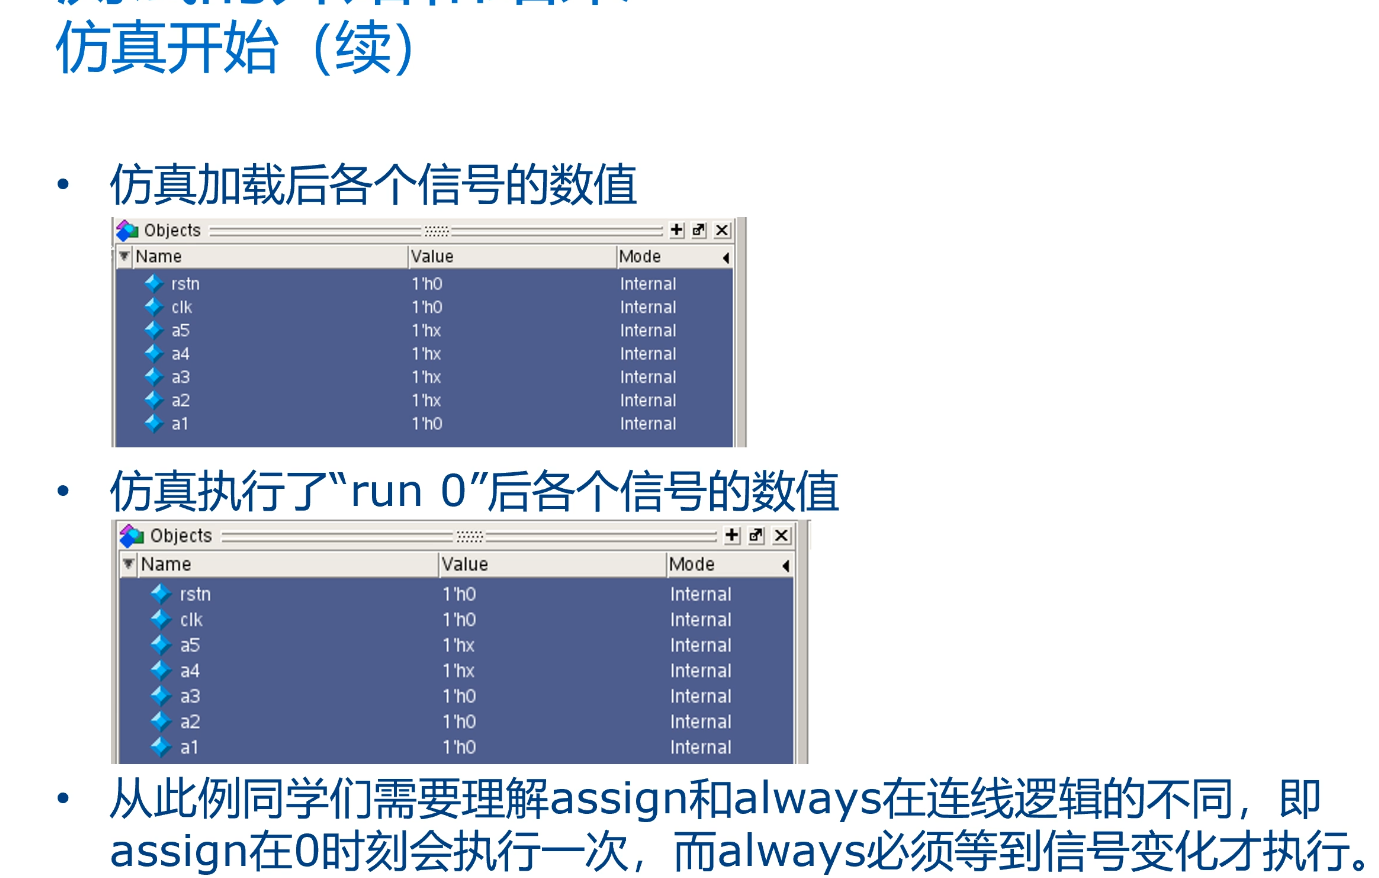 仿真开始（续）
• 仿真加载后各个信号的数值
Objects
Name Value Mode
rstn 1'h0 Internal
clk 1'h0 Internal
a5 1'hx Internal
a4 1'hx Internal
a3 1'hx Internal
a2 1'hx Internal
a1 1'h0 Internal
• 仿真执行了“run 0”后各个信号的数值
Objects
Name Value Mode
rstn 1'h0 Internal
clk 1'h0 Internal
a5 1'hx Internal
a4 1'hx Internal
a3 1'h0 Internal
a2 1'h0 Internal
a1 1'h0 Internal
• 从此例同学们需要理解assign和always在连线逻辑的不同，即
assign在0时刻会执行一次，而always必须等到信号变化才执行。